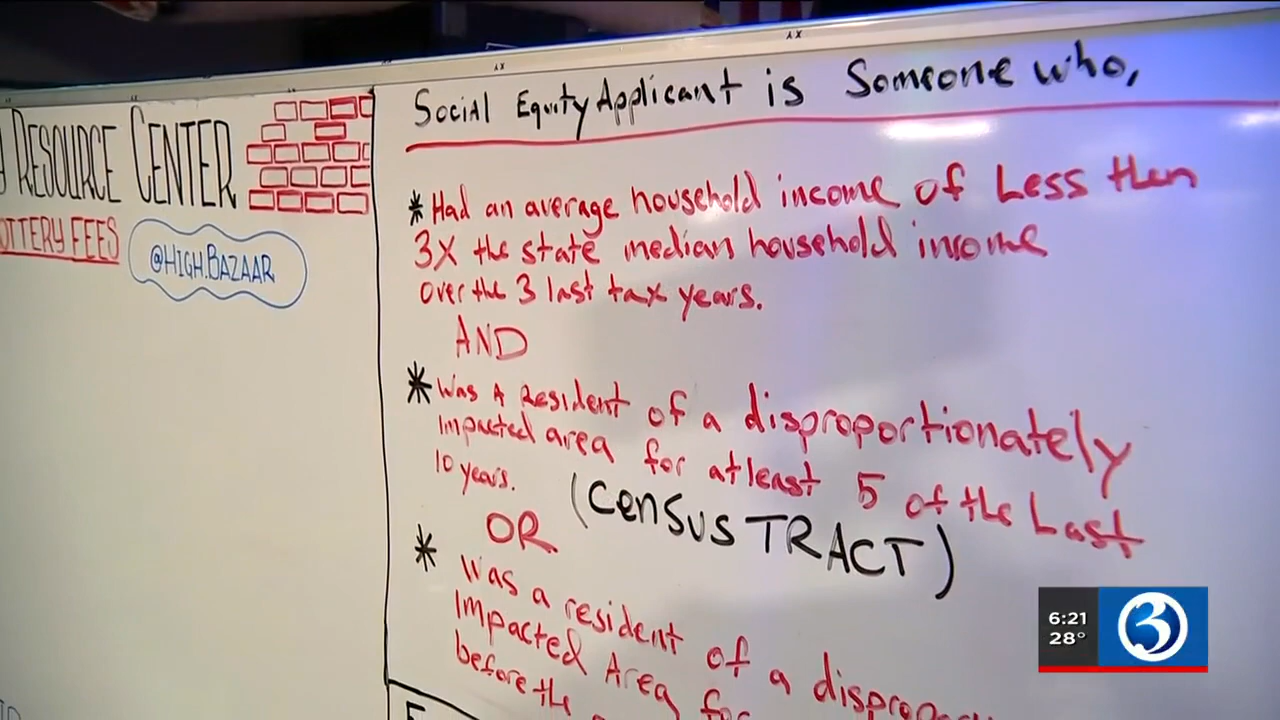 RESOURCE CENTER
LOTTERY FEES
@HIGH.BAZAAR
Social Equity Applicant is Someone who,
*Had an average household income of Less then
3X the state median household income
over the 3 last tax years.
AND
*Was A Resident of a disproportionately
Impacted area for atleast 5 of the Last
10 years.
(Census TRACT)
OR
*Was a resident of a dispropo
Impacted Area for
before the
6:21
28°
3